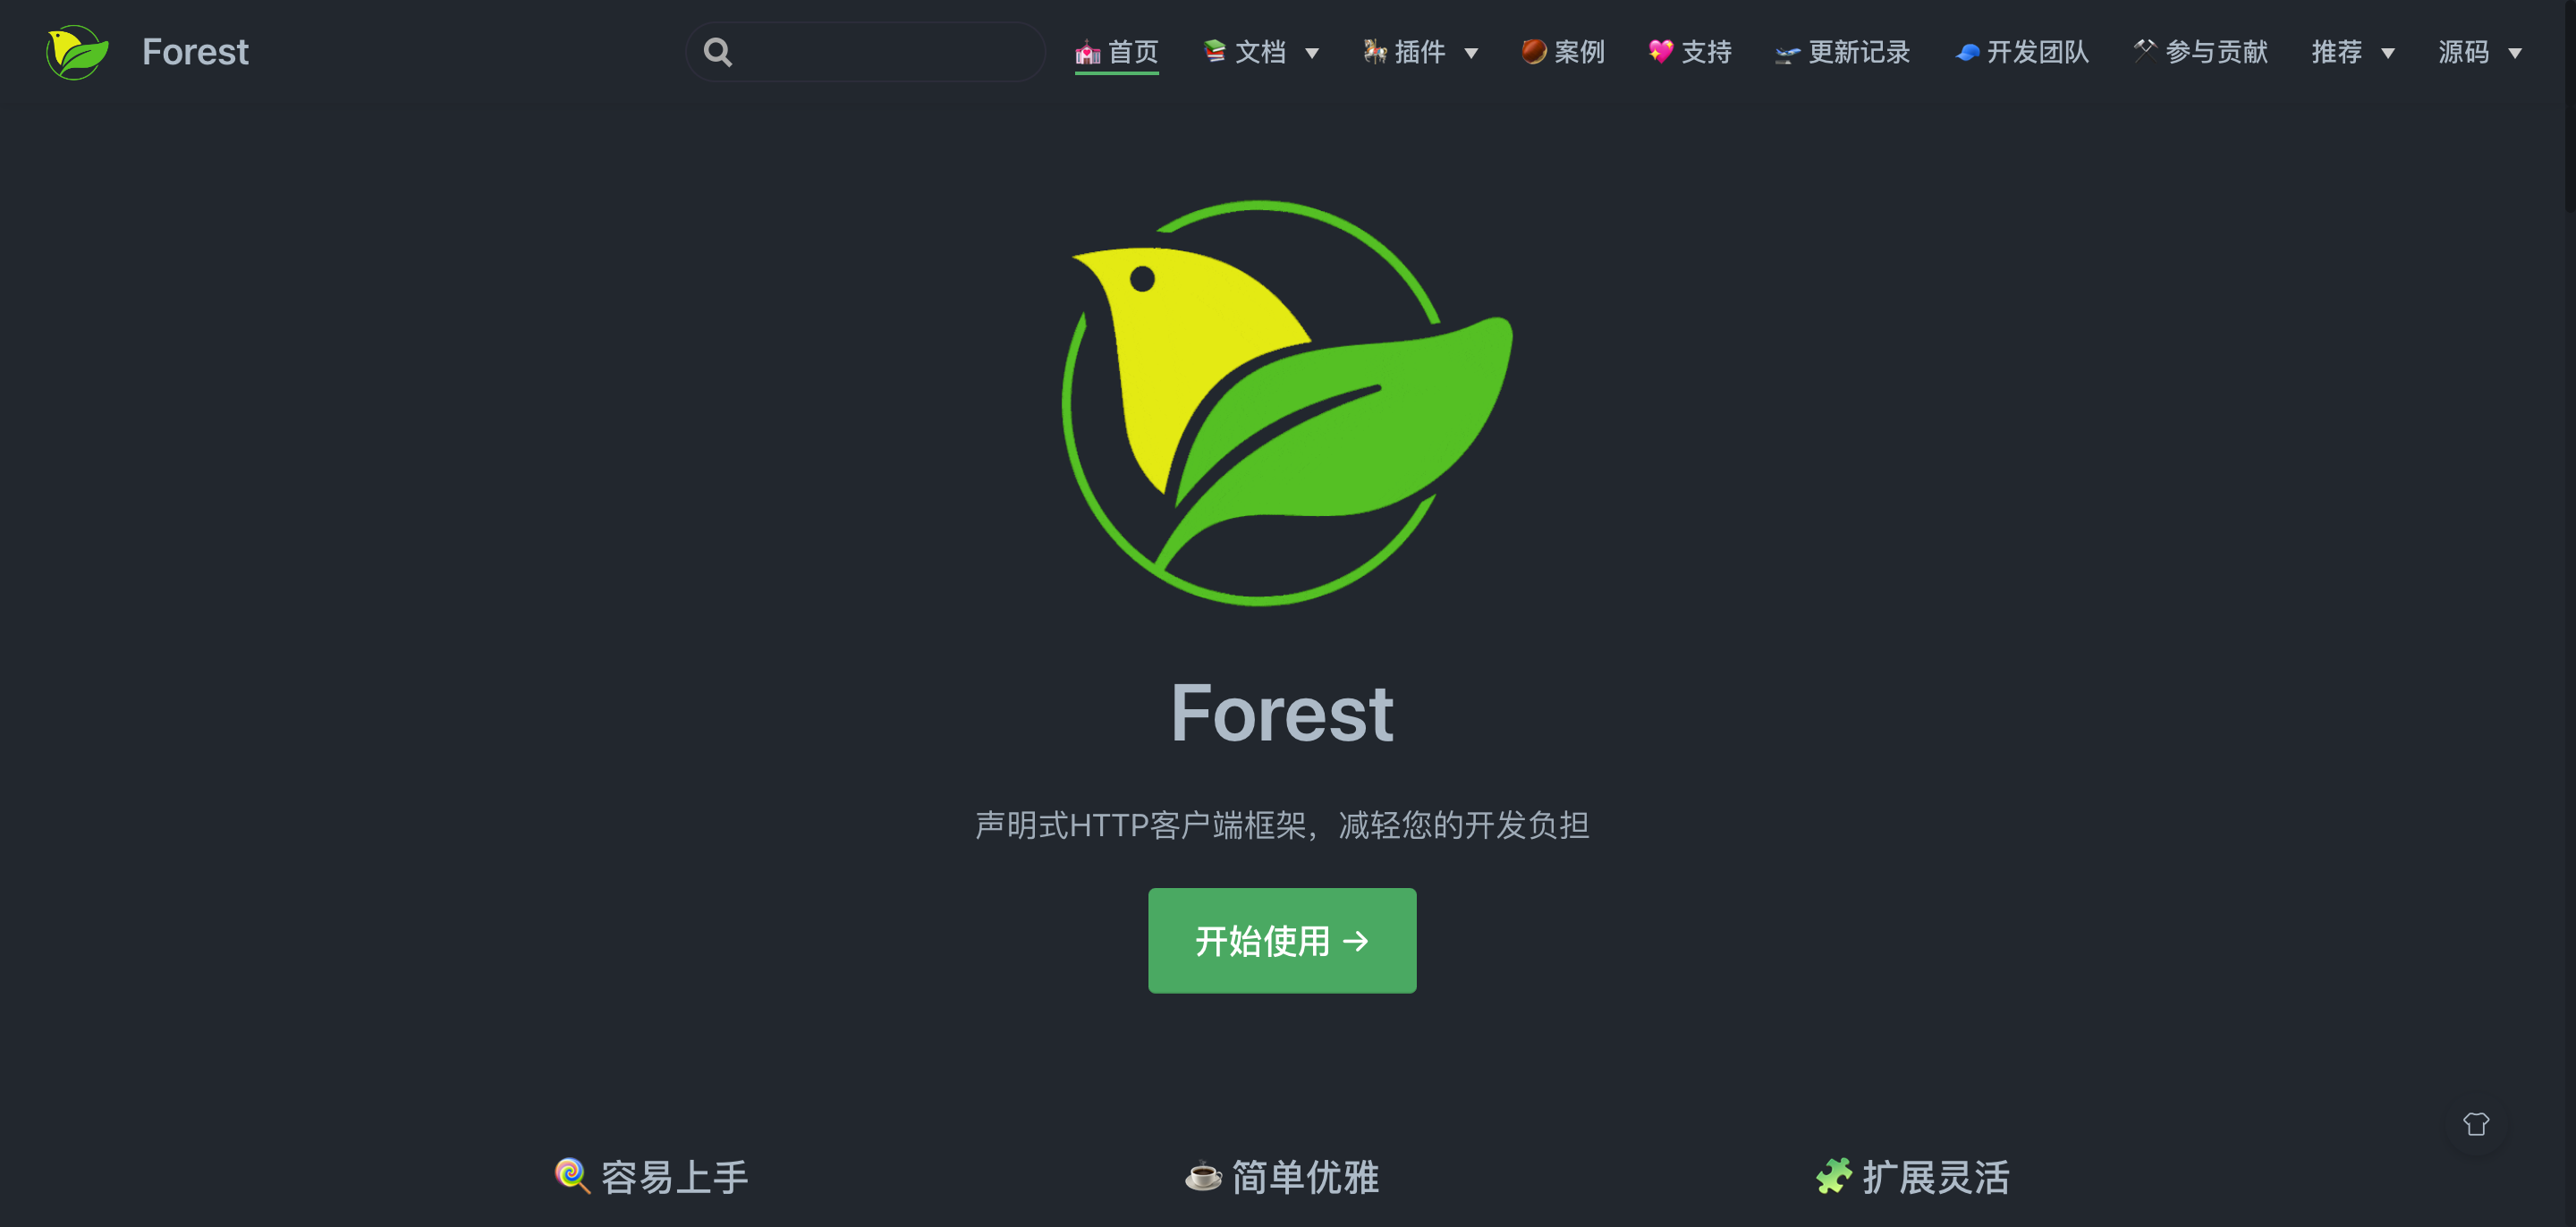 Forest
首页 文档 插件 案例 支持 更新记录 开发团队 参与贡献 推荐 源码
Forest
声明式HTTP客户端框架，减轻您的开发负担
开始使用 →
容易上手
简单优雅
扩展灵活